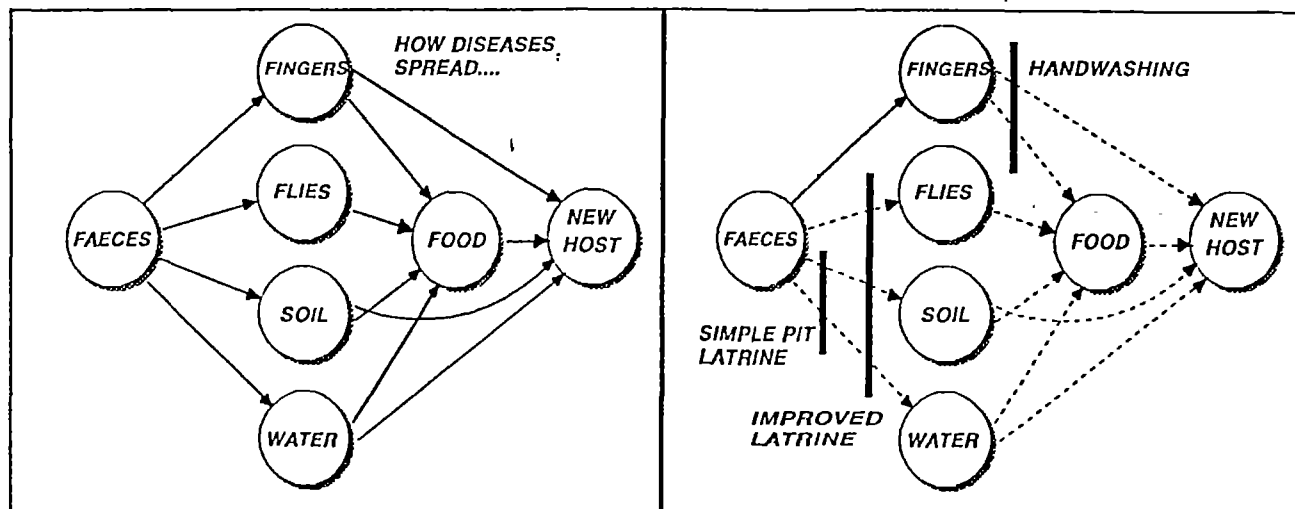 HOW DISEASES
SPREAD....
FINGERS
FLIES
FAECES
FOOD
NEW
HOST
SOIL
WATER
FINGERS
HANDWASHING
FLIES
FAECES
FOOD
NEW
HOST
SOIL
SIMPLE PIT
LATRINE
IMPROVED
LATRINE
WATER